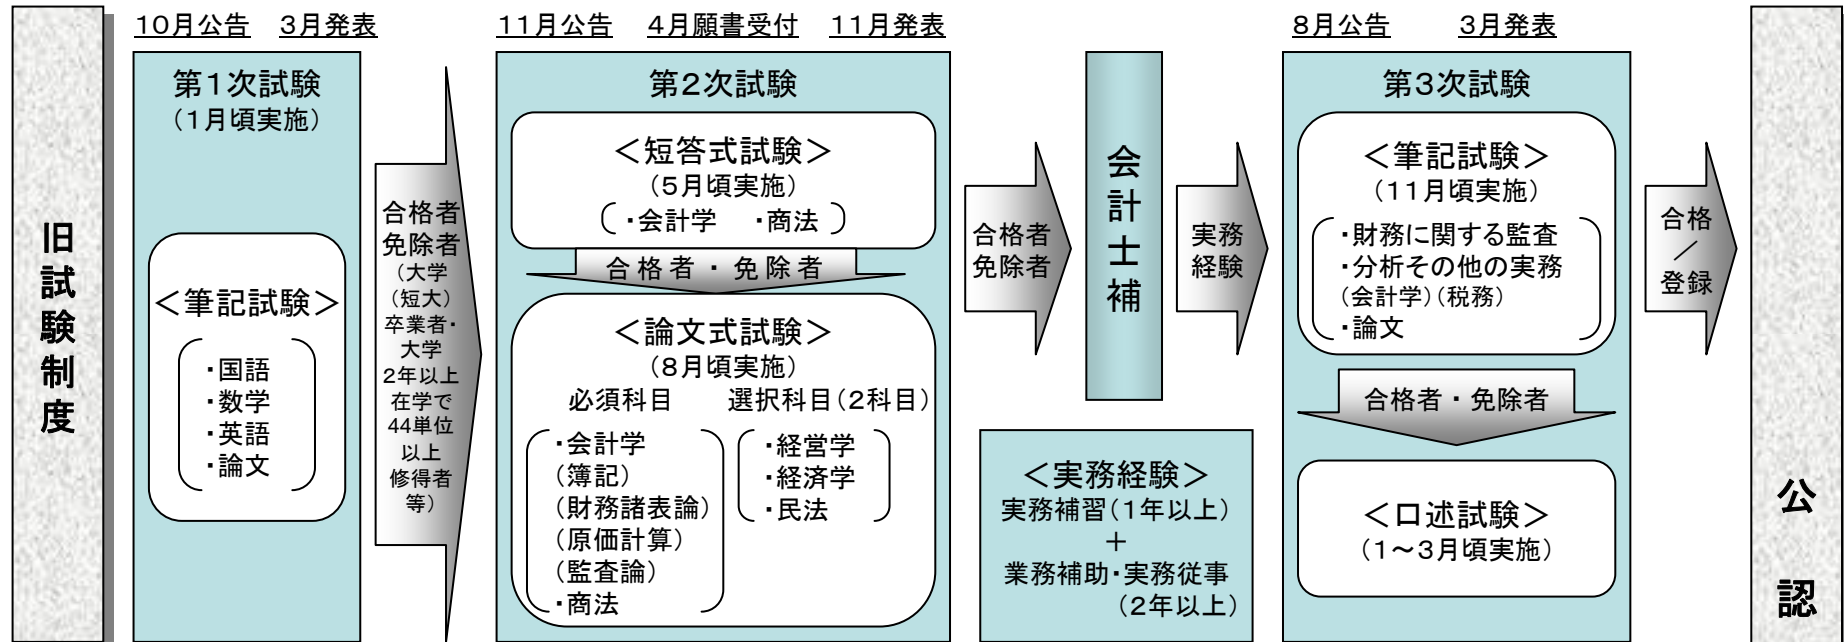 旧試験制度
10月公告 3月発表
第1次試験
(1月頃実施)
<筆記試験>
・国語
・数学
・英語
・論文
合格者
免除者
(大学
(短大)
卒業者・
大学
2年以上
在学で
44単位
以上
修得者
等)
11月公告 4月願書受付 11月発表
第2次試験
<短答式試験>
(5月頃実施)
・会計学 ・商法
合格者・免除者
<論文式試験>
(8月頃実施)
必須科目 選択科目(2科目)
・会計学
(簿記)
(財務諸表論)
(原価計算)
(監査論)
・商法
・経営学
・経済学
・民法
合格者
免除者
会計士補
実務
経験
<実務経験>
実務補習(1年以上)
+
業務補助・実務従事
(2年以上)
8月公告 3月発表
第3次試験
<筆記試験>
(11月頃実施)
・財務に関する監査
・分析その他の実務
(会計学)(税務)
・論文
合格者・免除者
<口述試験>
(1~3月頃実施)
合格
/
登録
公認